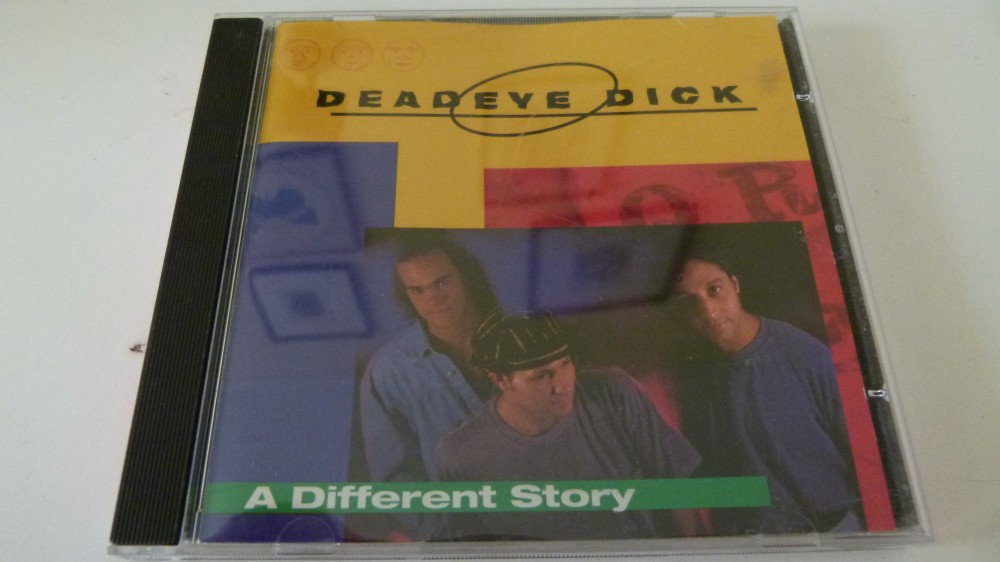 DEADEYE DICK
A Different Story